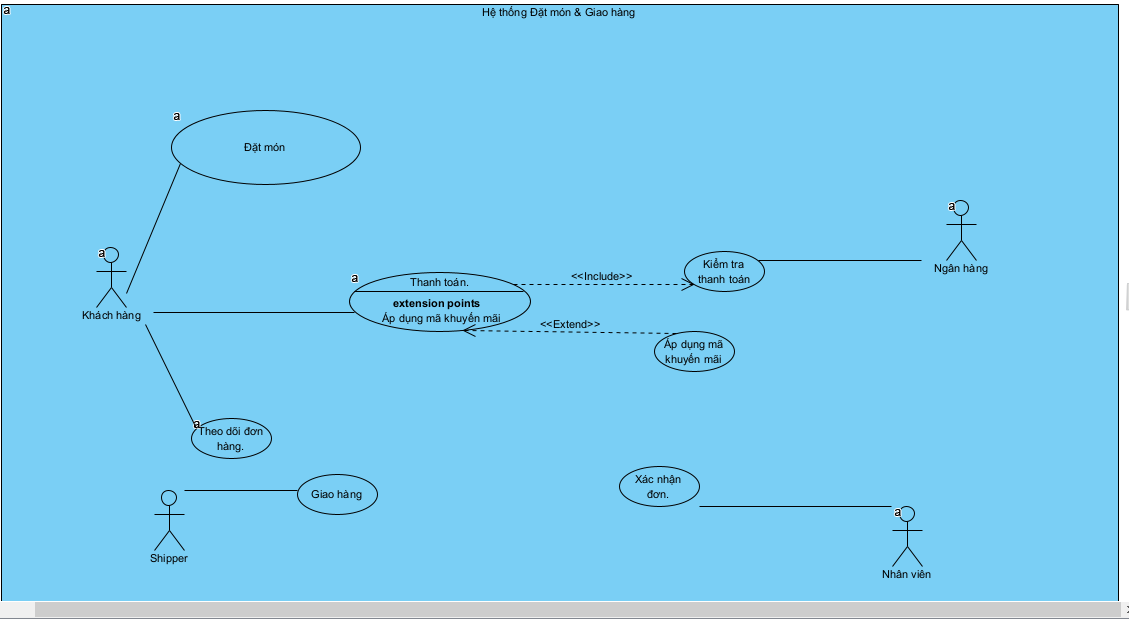 a
Hệ thống Đặt món & Giao hàng
a
Đặt món
a
Khách hàng
a
Thanh toán.
extension points
Áp dụng mã khuyến mãi
<<Include>>
Kiểm tra
thanh toán
a
Ngân hàng
<<Extend>>
Áp dụng mã
khuyến mãi
a
Theo dõi đơn
hàng.
Giao hàng
Shipper
Xác nhận
đơn.
a
Nhân viên